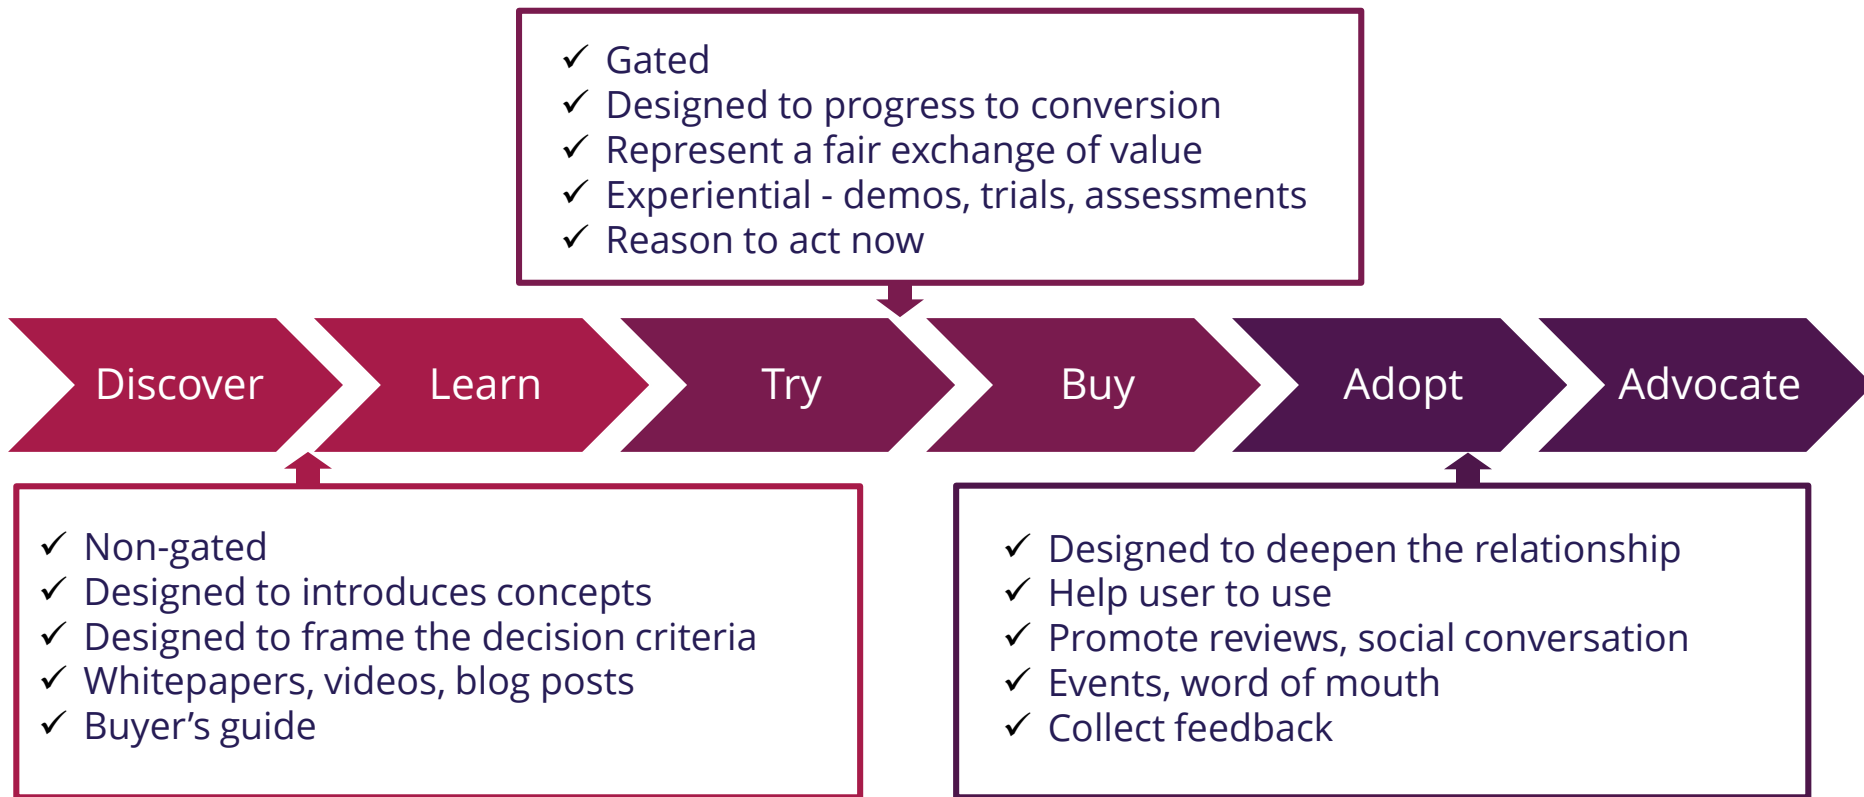 ✓ Gated
✓ Designed to progress to conversion
✓ Represent a fair exchange of value
✓ Experiential - demos, trials, assessments
✓ Reason to act now
Discover
Learn
Try
Buy
Adopt
Advocate
✓ Non-gated
✓ Designed to introduces concepts
✓ Designed to frame the decision criteria
✓ Whitepapers, videos, blog posts
✓ Buyer’s guide
✓ Designed to deepen the relationship
✓ Help user to use
✓ Promote reviews, social conversation
✓ Events, word of mouth
✓ Collect feedback